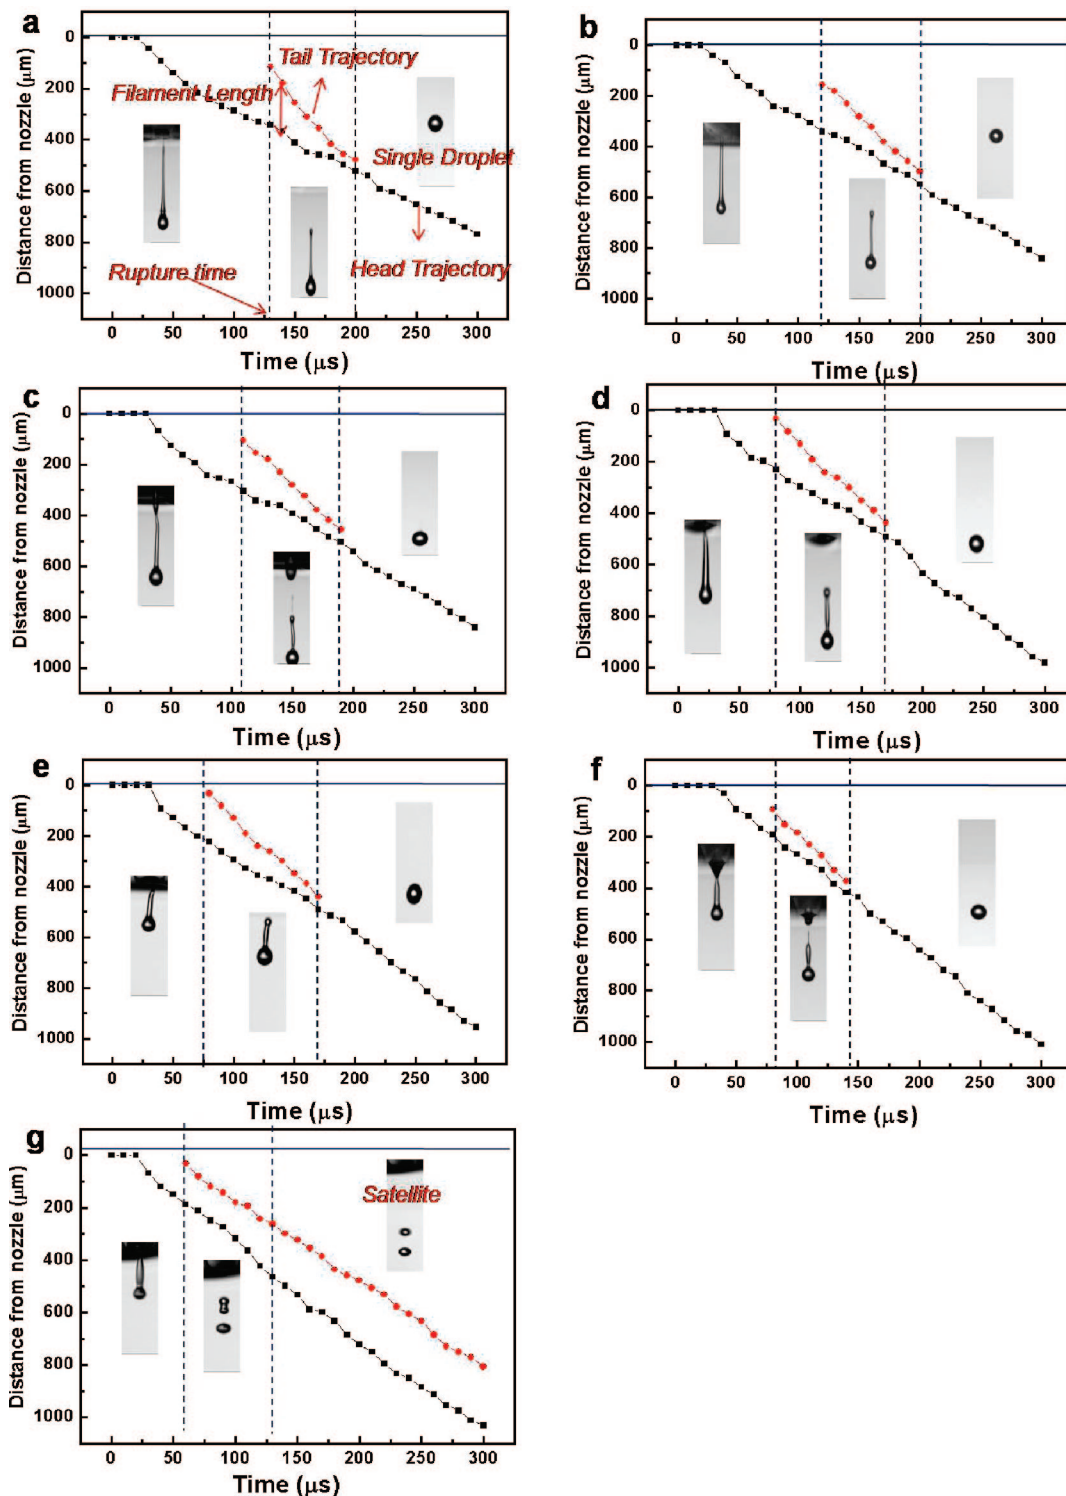 a
0
200
400
600
800
1000
Distance from nozzle (μm)
Tail Trajectory
Filament Length
Single Droplet
Head Trajectory
Rupture time
0 50 100 150 200 250 300
Time (μs)
b
0
200
400
600
800
1000
Distance from nozzle (μm)
0 50 100 150 200 250 300
Time (μs)
c
0
200
400
600
800
1000
Distance from nozzle (μm)
0 50 100 150 200 250 300
Time (μs)
d
0
200
400
600
800
1000
Distance from nozzle (μm)
0 50 100 150 200 250 300
Time (μs)
e
0
200
400
600
800
1000
Distance from nozzle (μm)
0 50 100 150 200 250 300
Time (μs)
f
0
200
400
600
800
1000
Distance from nozzle (μm)
0 50 100 150 200 250 300
Time (μs)
g
0
200
400
600
800
1000
Distance from nozzle (μm)
Satellite
0 50 100 150 200 250 300
Time (μs)